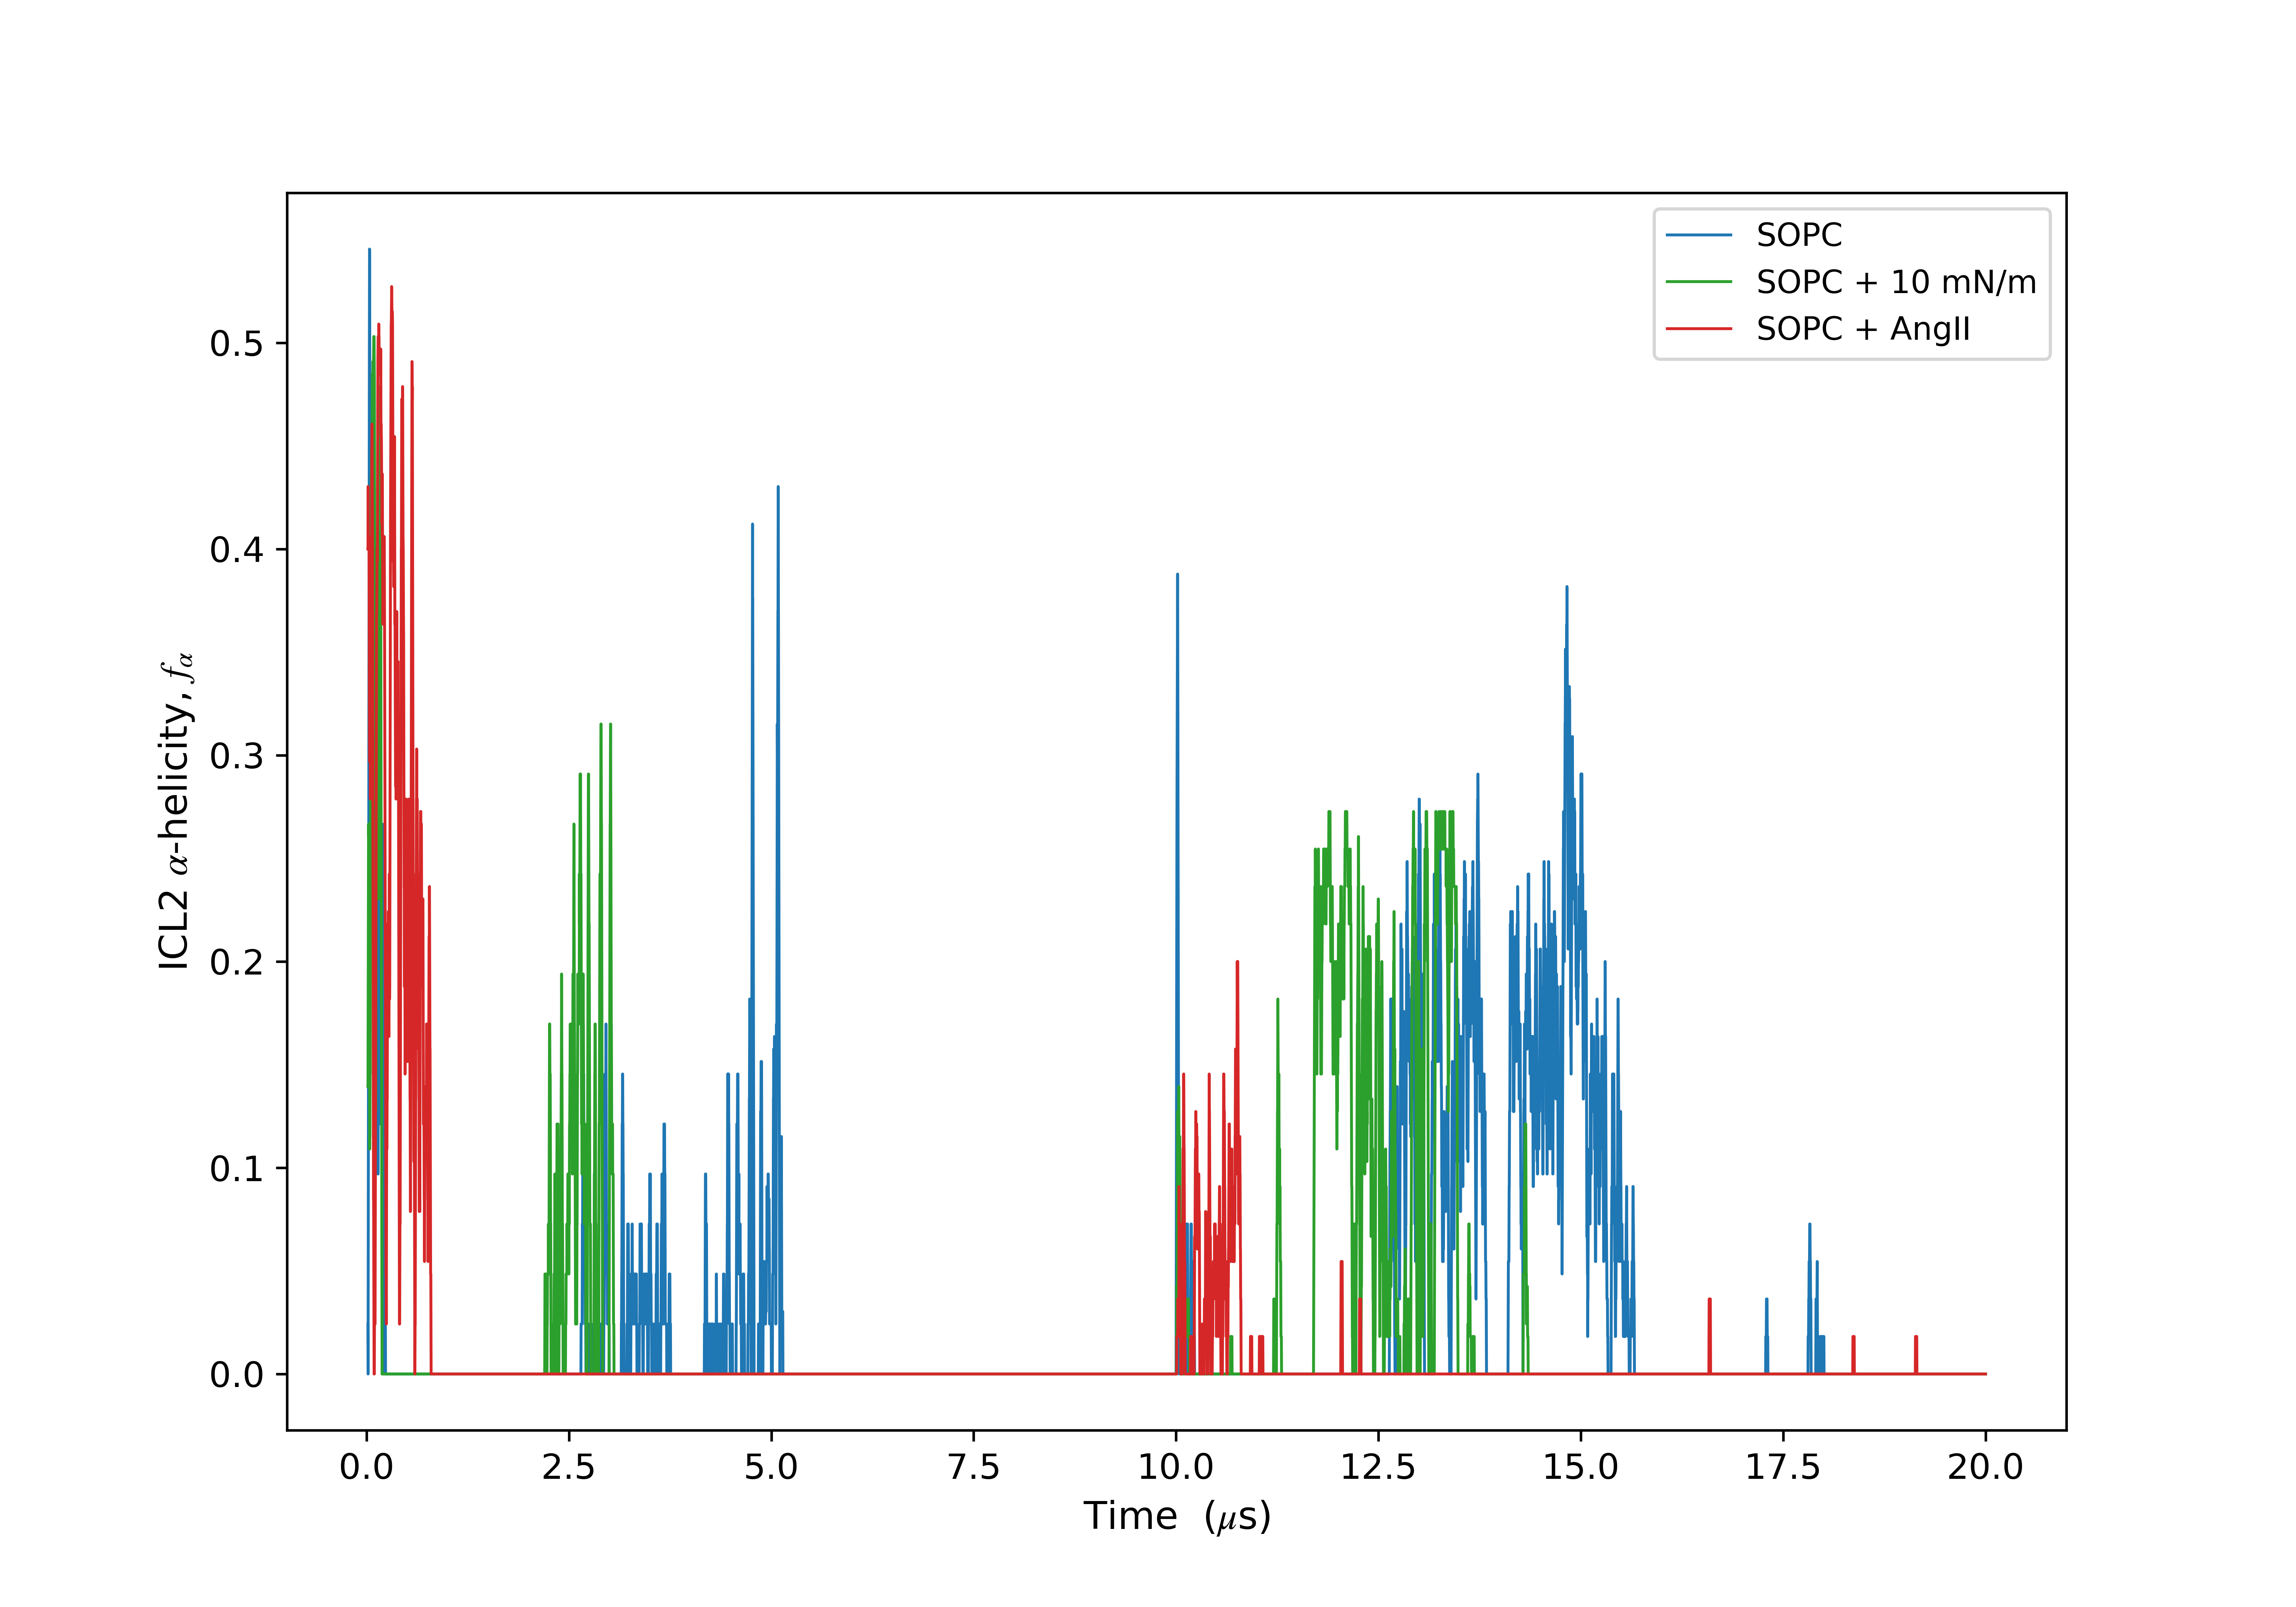 SOPC
SOPC + 10 mN/m
SOPC + AngII
ICL2 α-helicity, fα
0.5
0.4
0.3
0.2
0.1
0.0
0.0 2.5 5.0 7.5 10.0 12.5 15.0 17.5 20.0
Time (μs)